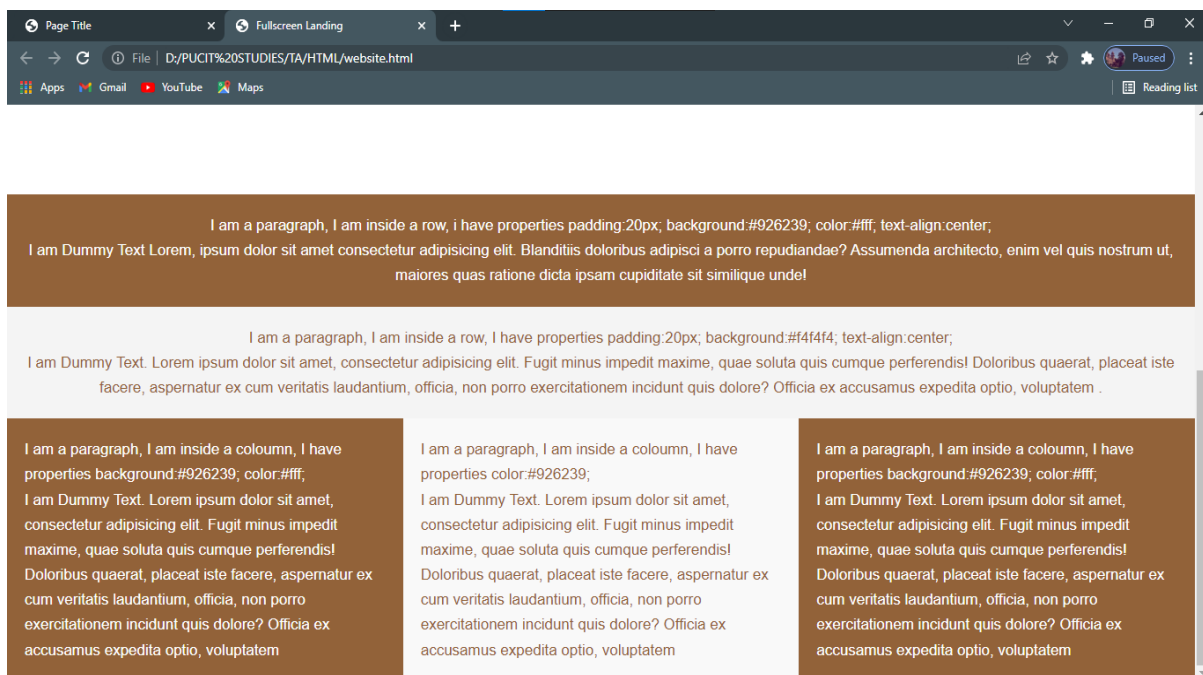 Page Title
Fullscreen Landing
File | D:/PUCIT%20STUDIES/TA/HTML/website.html
Paused
Apps
Gmail
YouTube
Maps
Reading list
I am a paragraph, I am inside a row, i have properties padding:20px; background:#926239; color:#fff; text-align:center;
I am Dummy Text Lorem, ipsum dolor sit amet consectetur adipisicing elit. Blanditiis doloribus adipisci a porro repudiandae? Assumenda architecto, enim vel quis nostrum ut,
maiores quas ratione dicta ipsam cupiditate sit similique unde!
I am a paragraph, I am inside a row, I have properties padding:20px; background:#f4f4f4; text-align:center;
I am Dummy Text. Lorem ipsum dolor sit amet, consectetur adipisicing elit. Fugit minus impedit maxime, quae soluta quis cumque perferendis! Doloribus quaerat, placeat iste
facere, aspernatur ex cum veritatis laudantium, officia, non porro exercitationem incidunt quis dolore? Officia ex accusamus expedita optio, voluptatem .
I am a paragraph, I am inside a coloumn, I have
properties background:#926239; color:#fff;
I am Dummy Text. Lorem ipsum dolor sit amet,
consectetur adipisicing elit. Fugit minus impedit
maxime, quae soluta quis cumque perferendis!
Doloribus quaerat, placeat iste facere, aspernatur ex
cum veritatis laudantium, officia, non porro
exercitationem incidunt quis dolore? Officia ex
accusamus expedita optio, voluptatem
I am a paragraph, I am inside a coloumn, I have
properties color:#926239;
I am Dummy Text. Lorem ipsum dolor sit amet,
consectetur adipisicing elit. Fugit minus impedit
maxime, quae soluta quis cumque perferendis!
Doloribus quaerat, placeat iste facere, aspernatur ex
cum veritatis laudantium, officia, non porro
exercitationem incidunt quis dolore? Officia ex
accusamus expedita optio, voluptatem
I am a paragraph, I am inside a coloumn, I have
properties background:#926239; color:#fff;
I am Dummy Text. Lorem ipsum dolor sit amet,
consectetur adipisicing elit. Fugit minus impedit
maxime, quae soluta quis cumque perferendis!
Doloribus quaerat, placeat iste facere, aspernatur ex
cum veritatis laudantium, officia, non porro
exercitationem incidunt quis dolore? Officia ex
accusamus expedita optio, voluptatem